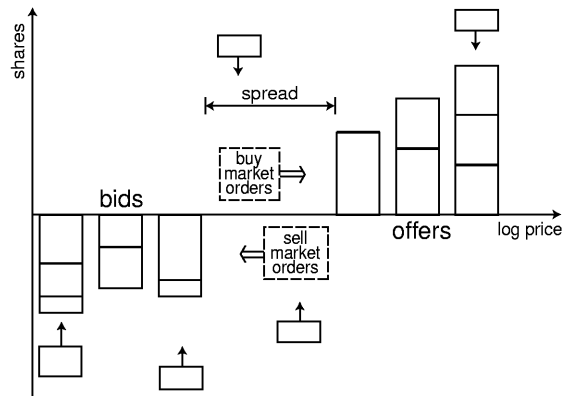 shares
spread
buy
market
orders
bids
sell
market
orders
offers
log price